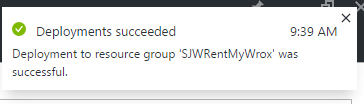 Deployments succeeded 9:39 AM
Deployment to resource group 'SJWRentMyWrox' was
successful.